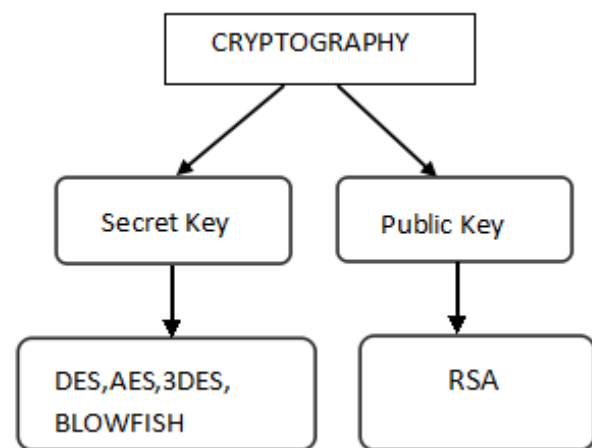 CRYPTOGRAPHY
Secret Key
Public Key
DES,AES,3DES,
BLOWFISH
RSA